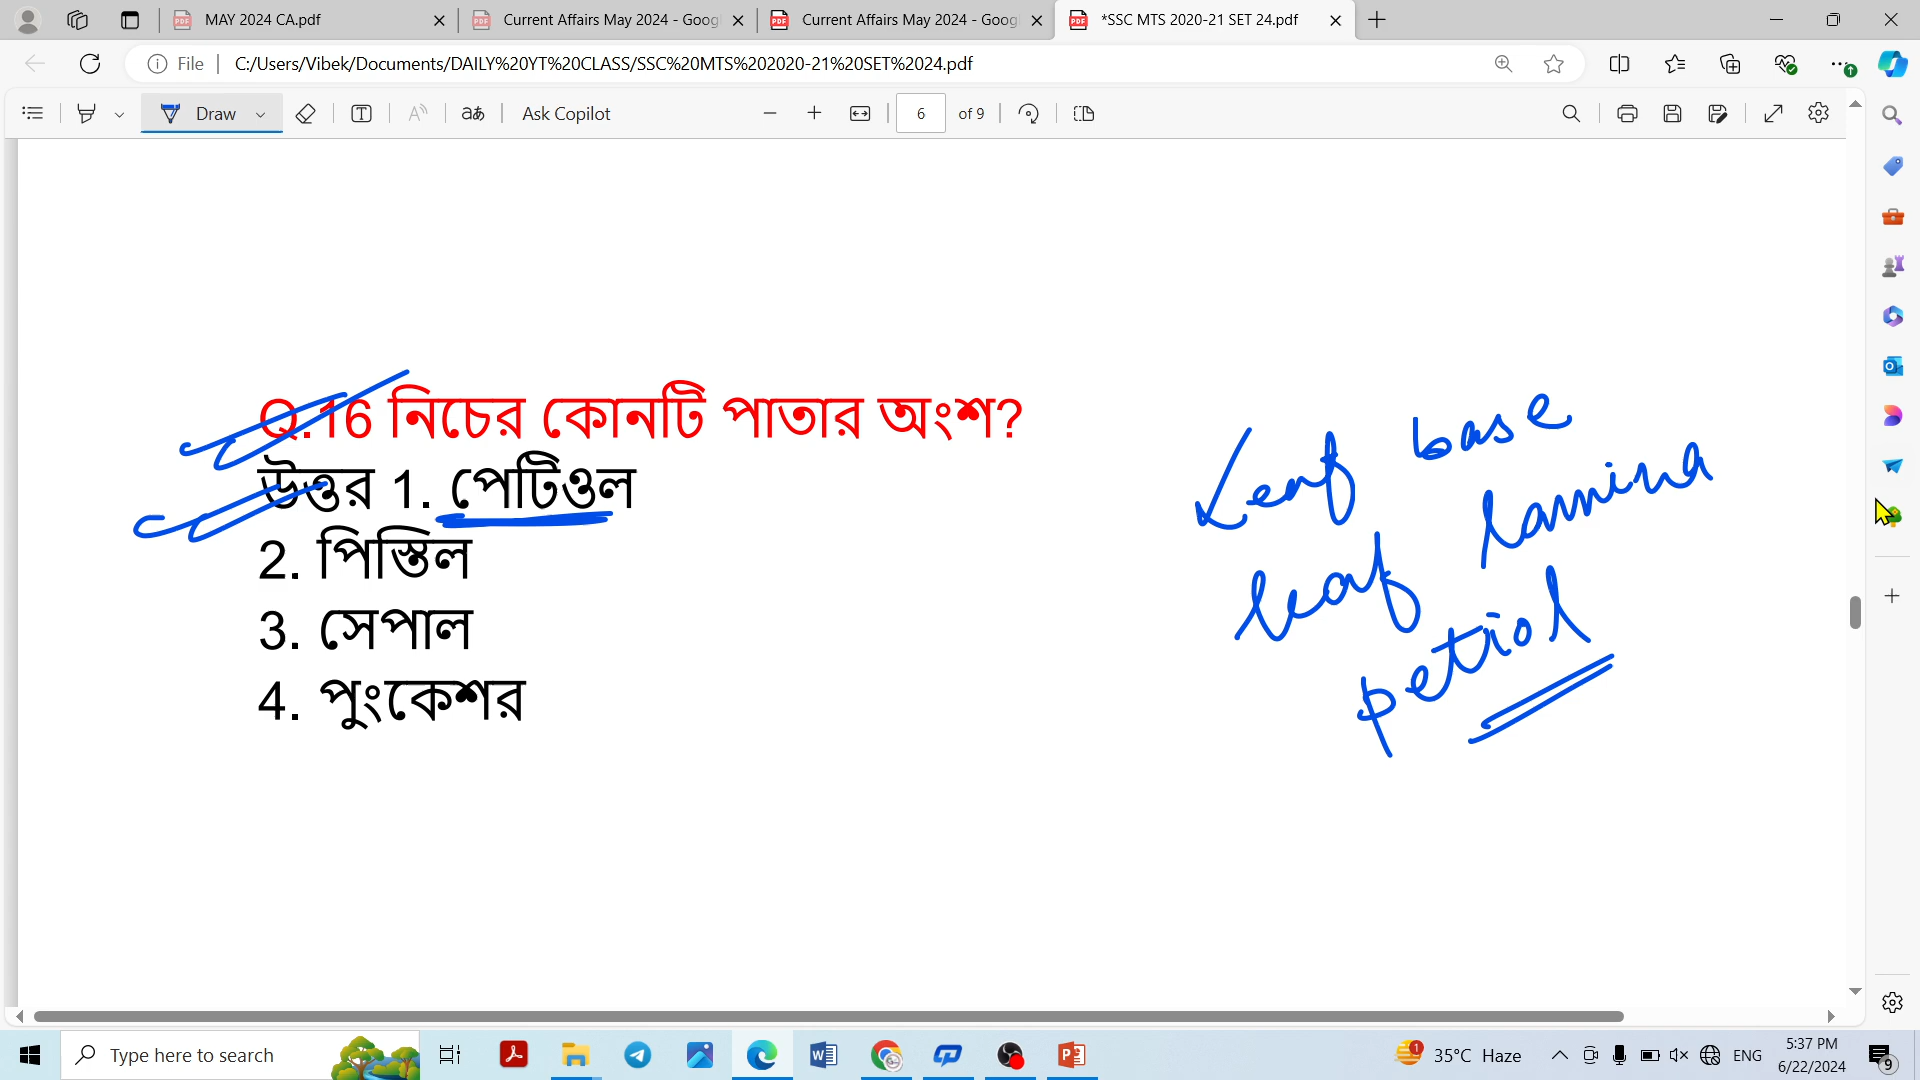 MAY 2024 CA.pdf
Current Affairs May 2024 - Goog
Current Affairs May 2024 - Goog
*SSC MTS 2020-21 SET 24.pdf
File
C:/Users/Vibek/Documents/DAILY%20YT%20CLASS/SSC%20MTS%202020-21%20SET%2024.pdf
Draw
Ask Copilot
6 of 9
Q.16 নিচের কোনটি পাতার অংশ?
উত্তর 1. পেটিওল
2. পিস্তিল
3. সেপাল
4. পুংকেশর
Leaf base
leaf lamina
petiol
Type here to search
35°C Haze
ENG
5:37 PM
6/22/2024
9